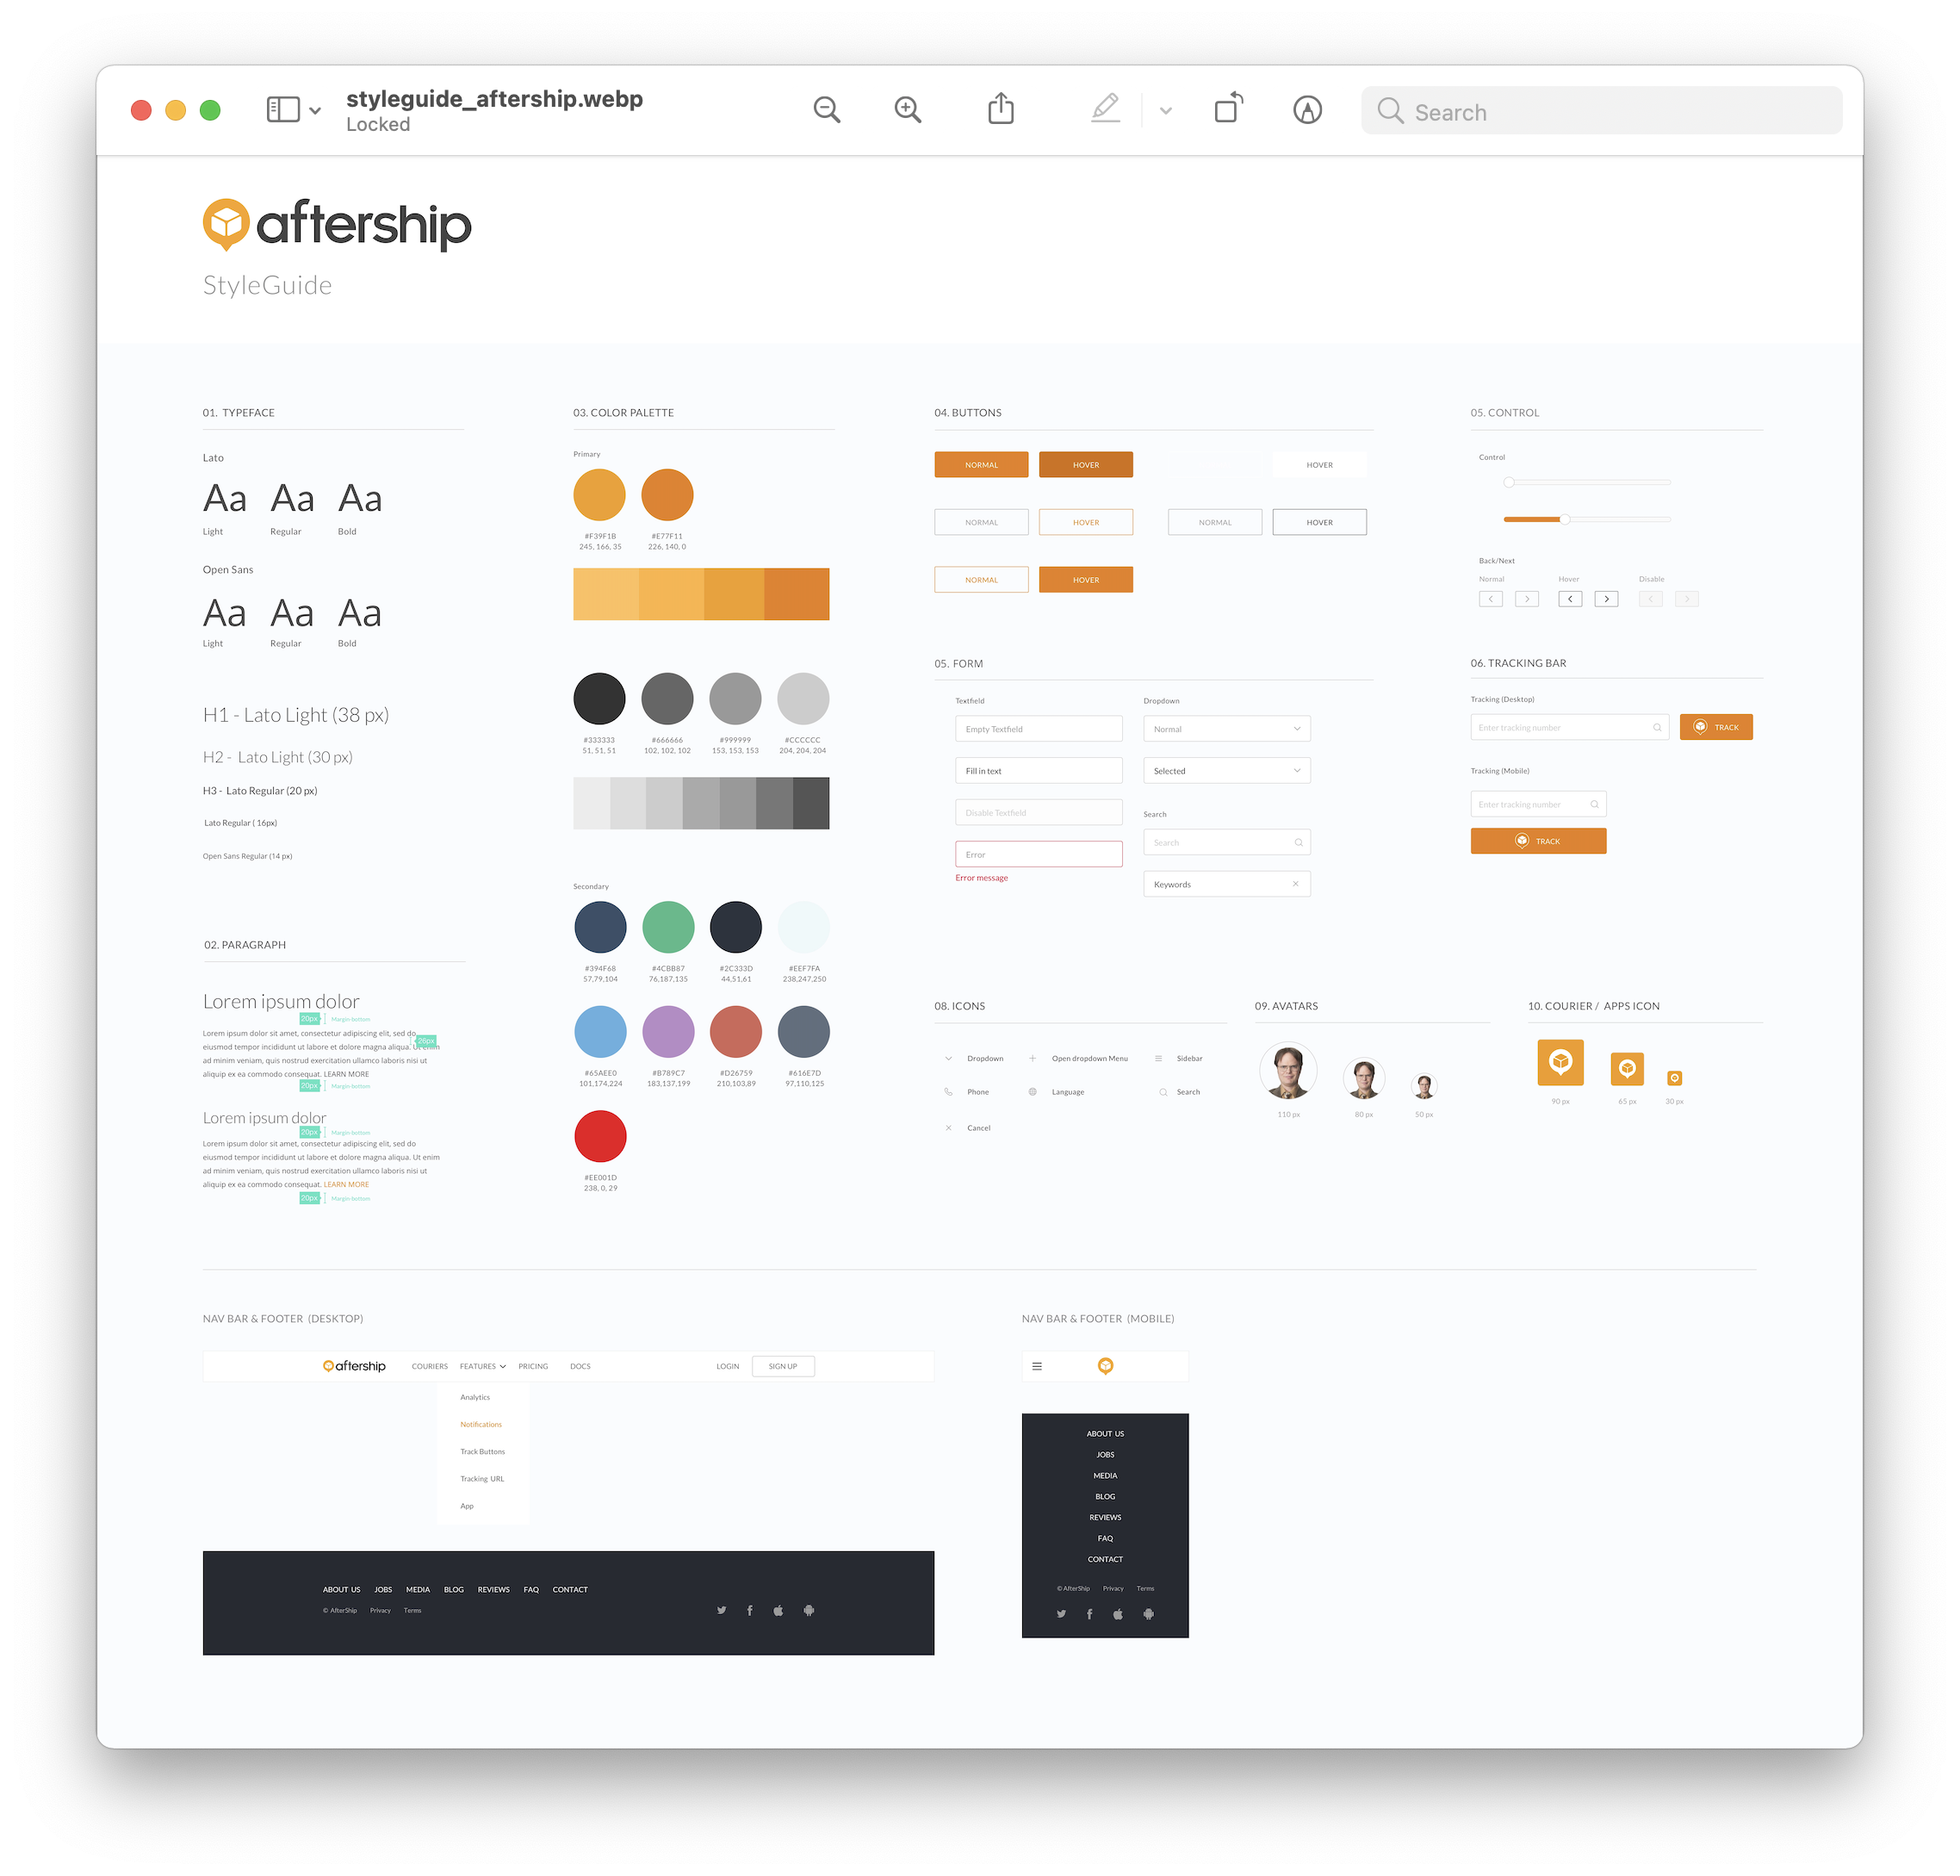 styleguide_aftership.webp
Locked
Search
aftership
StyleGuide
01. TYPEFACE
Lato
Aa Aa Aa
Light Regular Bold
Open Sans
Aa Aa Aa
Light Regular Bold
H1 - Lato Light (38 px)
H2 - Lato Light (30 px)
H3 - Lato Regular (20 px)
Lato Regular ( 16px)
Open Sans Regular (14 px)
02. PARAGRAPH
Lorem ipsum dolor
20px Margin-bottom
Lorem ipsum dolor sit amet, consectetur adipiscing elit, sed do
26px
eiusmod tempor incididunt ut labore et dolore magna aliqua. Ut enim
ad minim veniam, quis nostrud exercitation ullamco laboris nisi ut
aliquip ex ea commodo consequat. LEARN MORE
20px Margin-bottom
Lorem ipsum dolor
20px Margin-bottom
Lorem ipsum dolor sit amet, consectetur adipiscing elit, sed do
eiusmod tempor incididunt ut labore et dolore magna aliqua. Ut enim
ad minim veniam, quis nostrud exercitation ullamco laboris nisi ut
aliquip ex ea commodo consequat. LEARN MORE
20px Margin-bottom
03. COLOR PALETTE
Primary
#F39F1B #E77F11
245, 166, 35 226, 140, 0
#333333 #666666 #999999 #CCCCCC
51, 51, 51 102, 102, 102 153, 153, 153 204, 204, 204
Secondary
#394F68 #4CBB87 #2C333D #EEF7FA
57,79,104 76,187,135 44,51,61 238,247,250
#65AEE0 #B789C7 #D26759 #616E7D
101,174,224 183,137,199 210,103,89 97,110,125
#EE001D
238, 0, 29
04. BUTTONS
NORMAL HOVER HOVER
NORMAL HOVER NORMAL HOVER
NORMAL HOVER
05. FORM
Textfield
Empty Textfield
Fill in text
Disable Textfield
Error
Error message
Dropdown
Normal
Selected
Search
Search
Keywords
05. CONTROL
Control
Back/Next
Normal Hover Disable
06. TRACKING BAR
Tracking (Desktop)
Enter tracking number TRACK
Tracking (Mobile)
Enter tracking number
TRACK
08. ICONS
Dropdown Open dropdown Menu Sidebar
Phone Language Search
Cancel
09. AVATARS
110 px 80 px 50 px
10. COURIER / APPS ICON
90 px 65 px 30 px
NAV BAR & FOOTER (DESKTOP)
aftership COURIERS FEATURES PRICING DOCS LOGIN SIGN UP
Analytics
Notifications
Track Buttons
Tracking URL
App
ABOUT US JOBS MEDIA BLOG REVIEWS FAQ CONTACT
© AfterShip Privacy Terms
NAV BAR & FOOTER (MOBILE)
ABOUT US
JOBS
MEDIA
BLOG
REVIEWS
FAQ
CONTACT
© AfterShip Privacy Terms